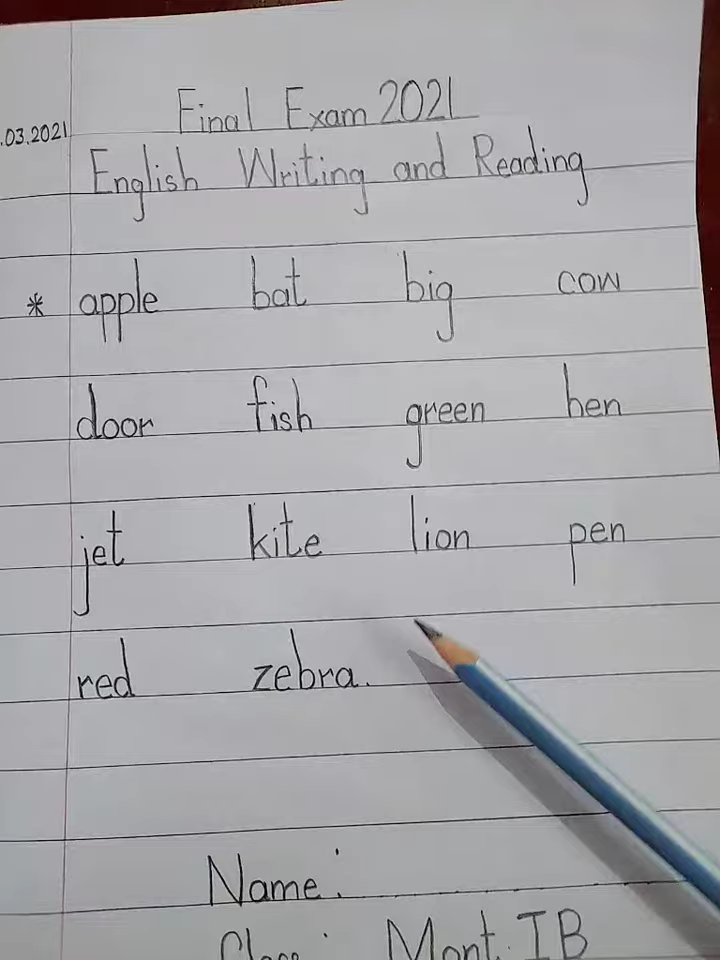 Final Exam 2021
.03.2021
English Writing and Reading
* apple bat big cow
door fish green hen
jet kite lion pen
red zebra.
Name:
Class: Mont. IB